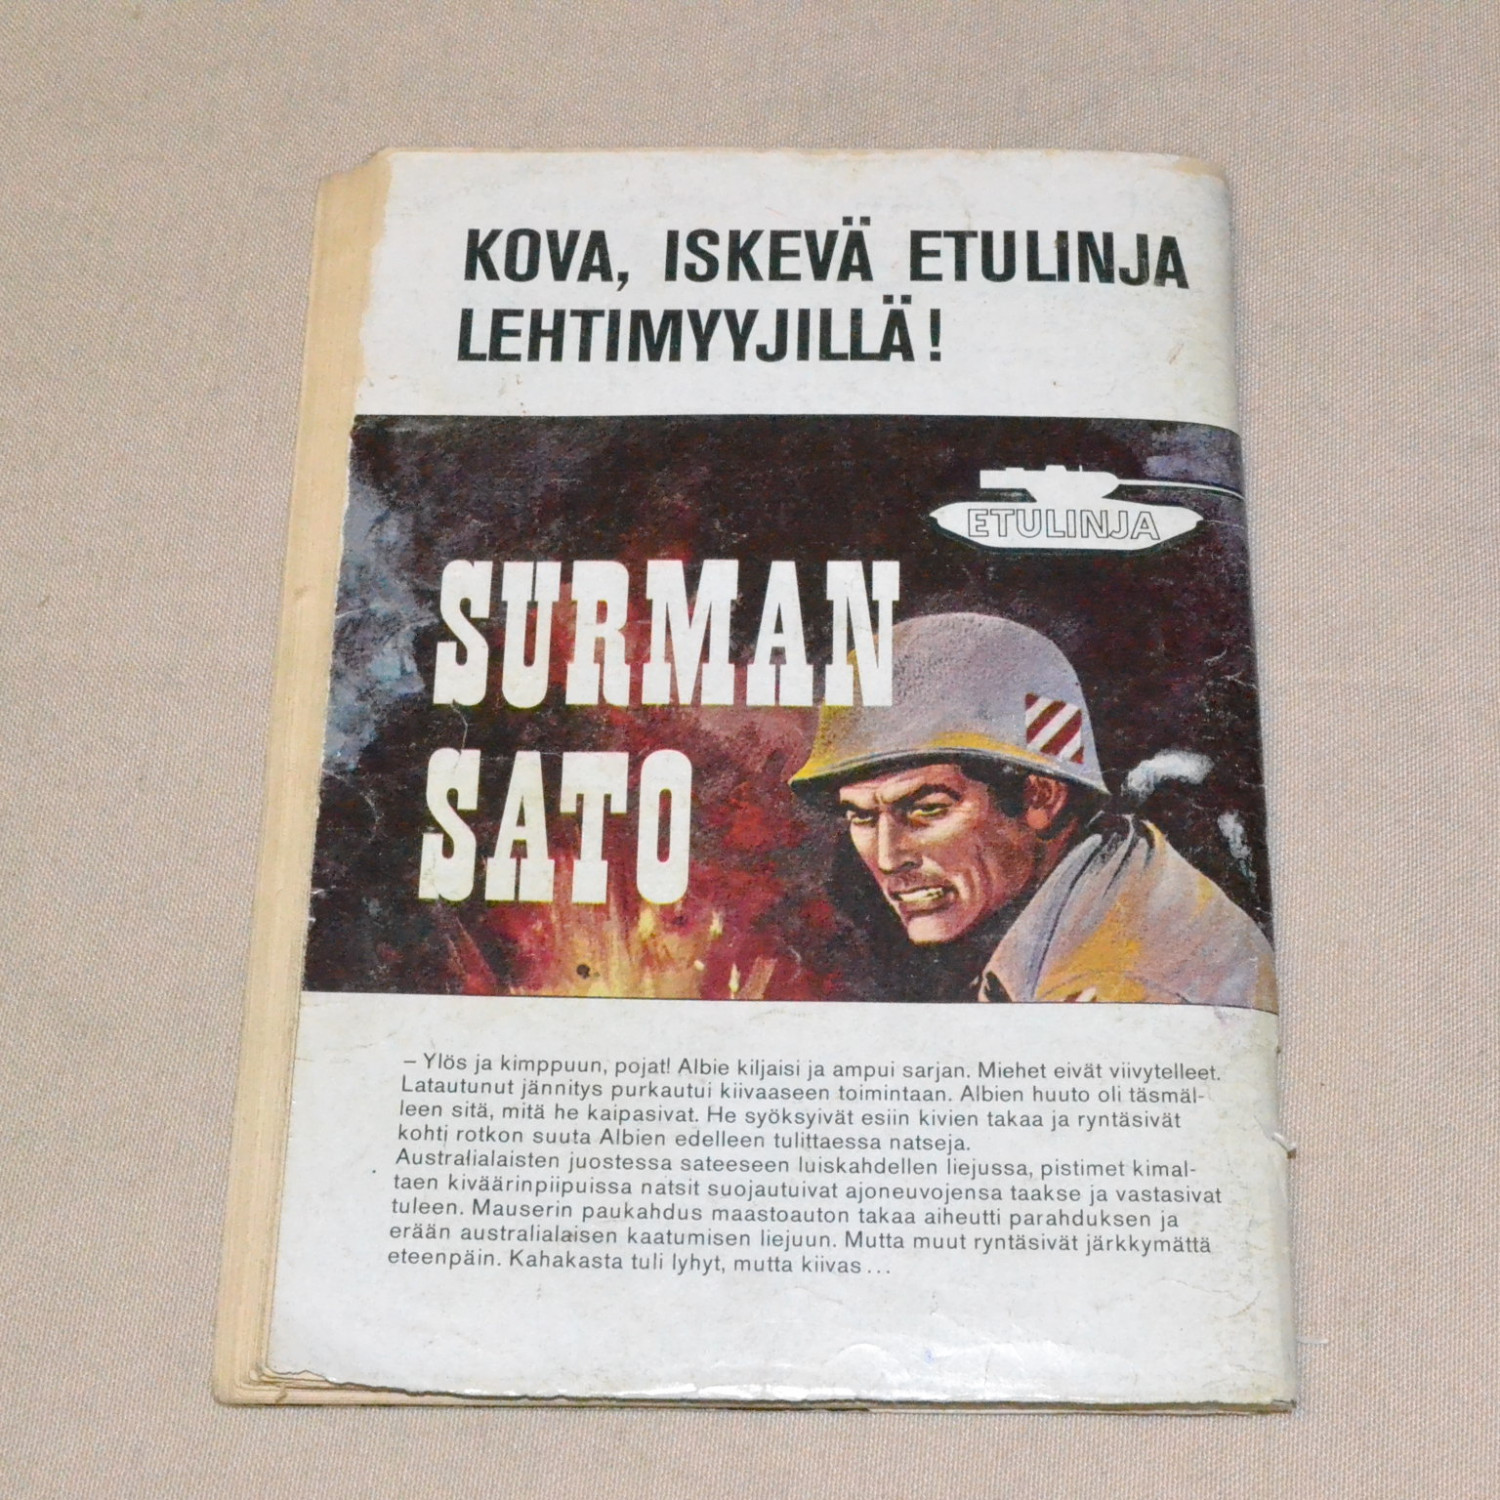 KOVA, ISKEVÄ ETULINJA
LEHTIMYYJILLÄ!
ETULINJA
SURMAN
SATO
– Ylös ja kimppuun, pojat! Albie kiljaisi ja ampui sarjan. Miehet eivät viivytelleet.
Latautunut jännitys purkautui kiivaaseen toimintaan. Albien huuto oli täsmäl-
leen sitä, mitä he kaipasivat. He syöksyivät esiin kivien takaa ja ryntäsivät
kohti rotkon suuta Albien edelleen tulittaessa natseja.
Australialaisten juostessa sateeseen luiskahdellen liejussa, pistimet kimal-
taen kiväärinpiipuissa natsit suojautuivat ajoneuvojensa taakse ja vastasivat
tuleen. Mauserin paukahdus maastoauton takaa aiheutti parahduksen ja
erään australialaisen kaatumisen liejuun. Mutta muut ryntäsivät järkkymättä
eteenpäin. Kahakasta tuli lyhyt, mutta kiivas...